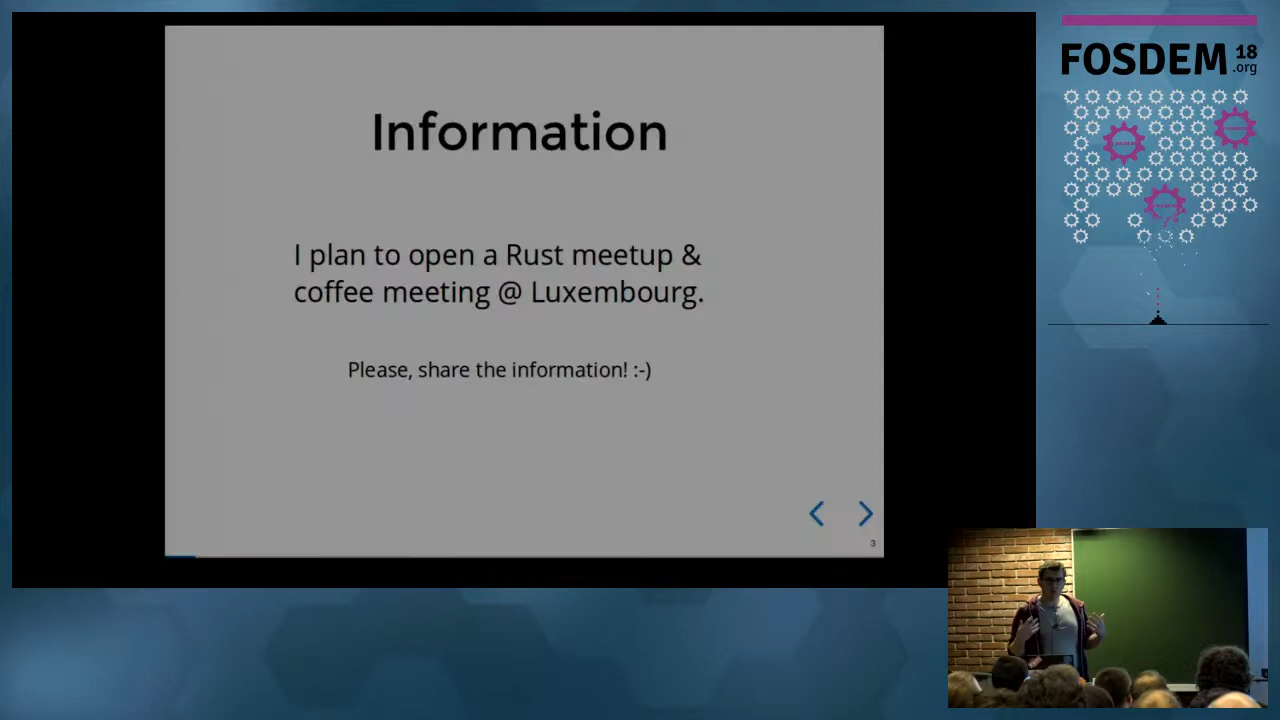 Information
I plan to open a Rust meetup &
coffee meeting @ Luxembourg.
Please, share the information! :-)
3
FOSDEM 18
.org